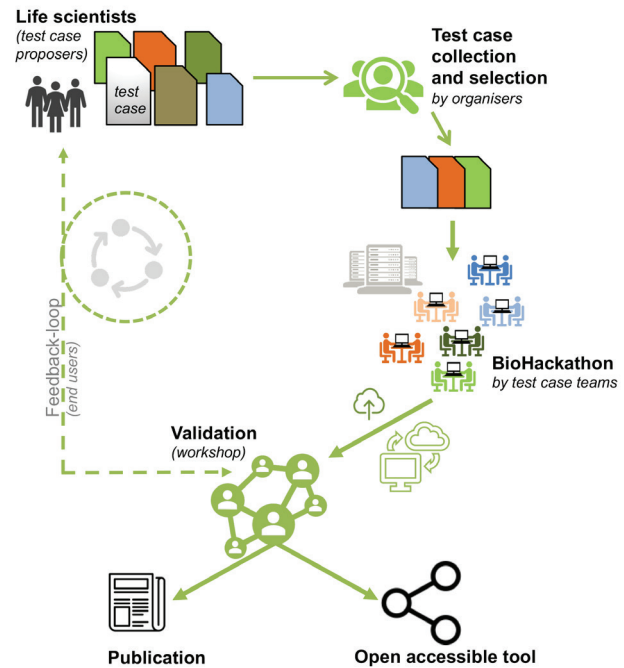 Life scientists
(test case
proposers)
test
case
Test case
collection
and selection
by organisers
BioHackathon
by test case teams
Feedback-loop
(end users)
Validation
(workshop)
Publication
Open accessible tool